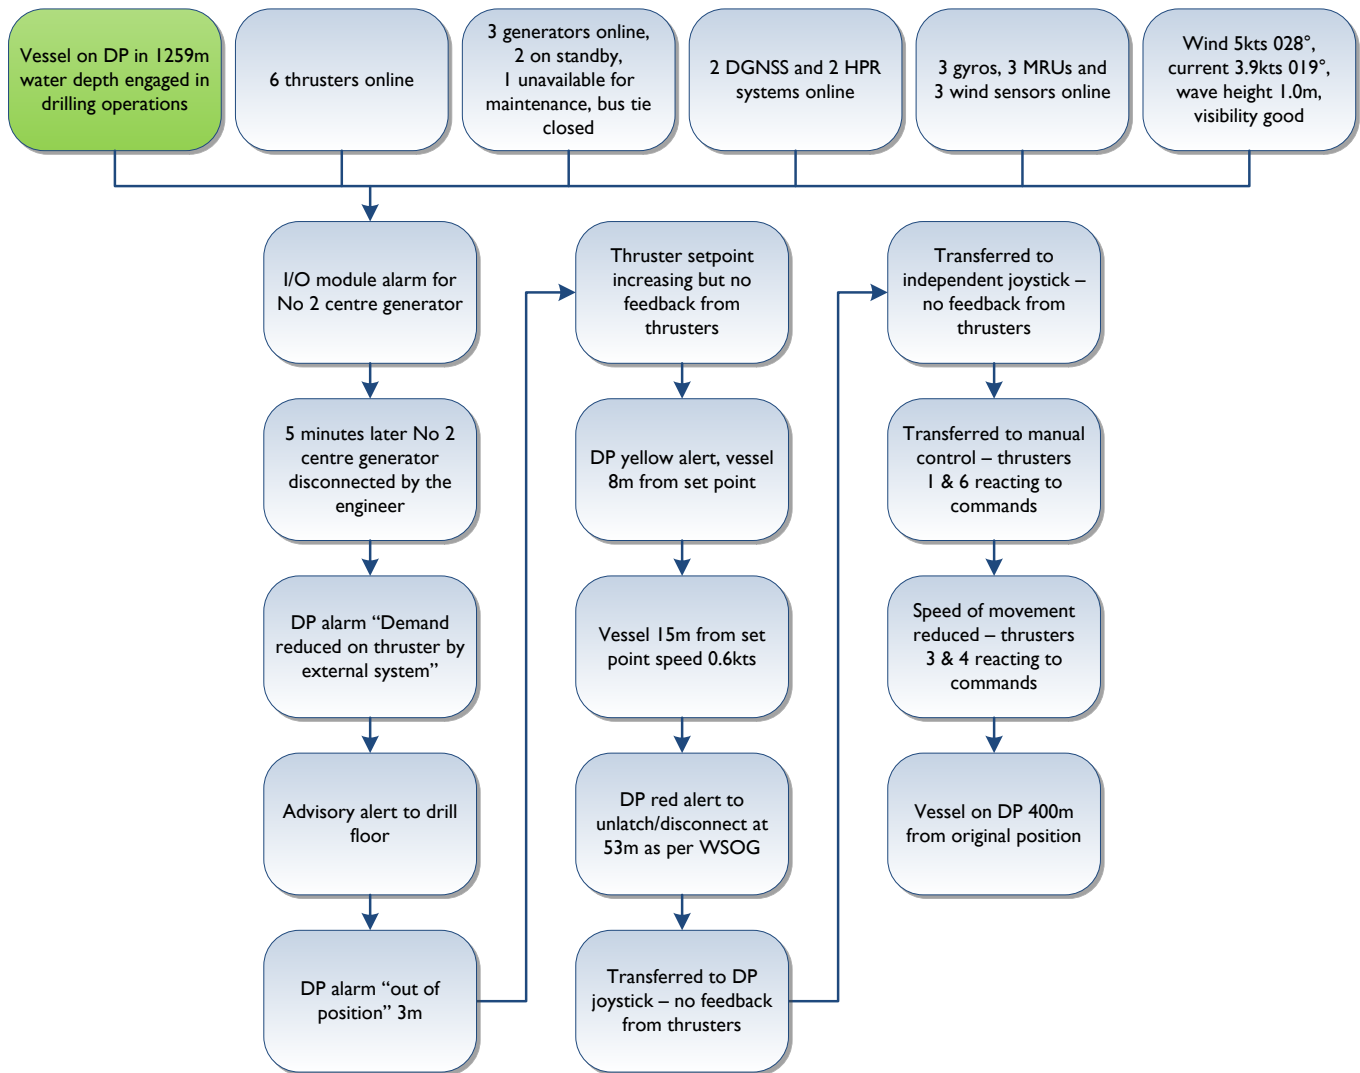 Vessel on DP in 1259m
water depth engaged in
drilling operations
6 thrusters online
3 generators online,
2 on standby,
1 unavailable for
maintenance, bus tie
closed
2 DGNSS and 2 HPR
systems online
3 gyros, 3 MRUs and
3 wind sensors online
Wind 5kts 028°,
current 3.9kts 019°,
wave height 1.0m,
visibility good
I/O module alarm for
No 2 centre generator
5 minutes later No 2
centre generator
disconnected by the
engineer
DP alarm “Demand
reduced on thruster by
external system”
Advisory alert to drill
floor
DP alarm “out of
position” 3m
Thruster setpoint
increasing but no
feedback from
thrusters
DP yellow alert, vessel
8m from set point
Vessel 15m from set
point speed 0.6kts
DP red alert to
unlatch/disconnect at
53m as per WSOG
Transferred to DP
joystick – no feedback
from thrusters
Transferred to
independent joystick –
no feedback from
thrusters
Transferred to manual
control – thrusters
1 & 6 reacting to
commands
Speed of movement
reduced – thrusters
3 & 4 reacting to
commands
Vessel on DP 400m
from original position